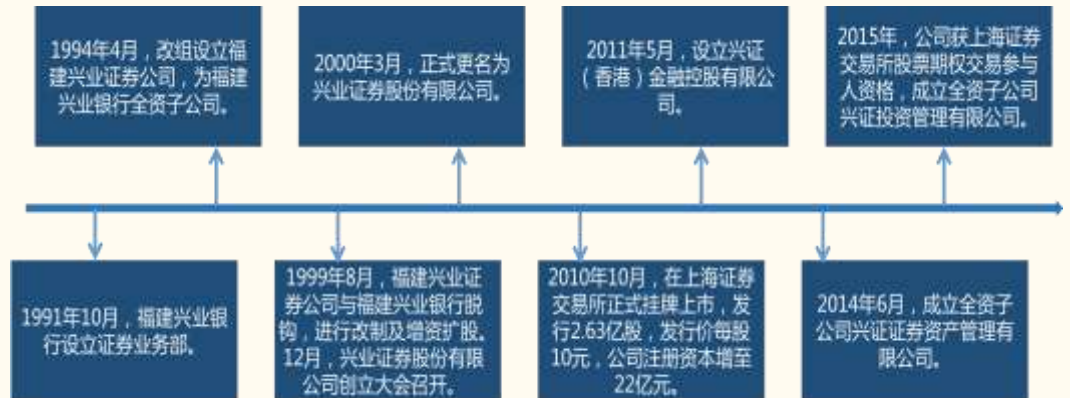 1994年4月，改组设立福
建兴业证券公司，为福建
兴业银行全资子公司。
2000年3月，正式更名为
兴业证券股份有限公司。
2011年5月，设立兴证
（香港）金融控股有限公
司。
2015年，公司获上海证券
交易所股票期权交易参与
人资格，成立全资子公司
兴证投资管理有限公司。
1991年10月，福建兴业银
行设立证券业务部。
1999年8月，福建兴业证
券公司与福建兴业银行脱
钩，进行改制及增资扩股。
12月，兴业证券股份有限
公司创立大会召开。
2010年10月，在上海证券
交易所正式挂牌上市，发
行2.63亿股，发行价每股
10元，公司注册资本增至
22亿元。
2014年6月，成立全资子
公司兴证证券资产管理有
限公司。